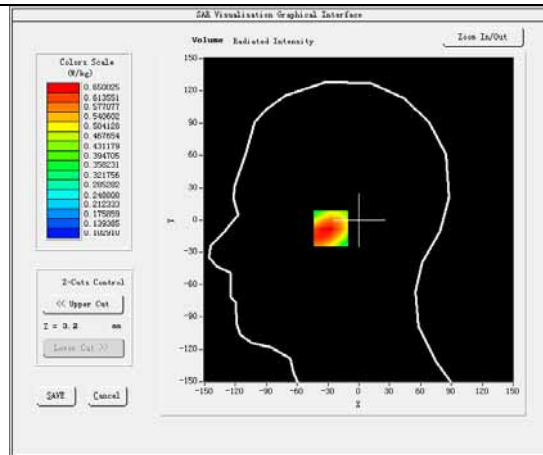 SAR Visualisation Graphical Interface
Volume Radiated Intensity
Zoom In/Out
Colors Scale
(W/kg)
0.650025
0.613551
0.577077
0.540602
0.504128
0.467654
0.431179
0.394705
0.358231
0.321756
0.285282
0.248808
0.212333
0.175859
0.139385
0.102910
Z-Cuts Control
<< Upper Cut
Z = 3.2 mm
Lower Cut >>
SAVE
Cancel
150
120
90
60
30
0
-30
-60
-90
-120
-150
Y
-150 -120 -90 -60 -30 0 30 60 90 120 150
X